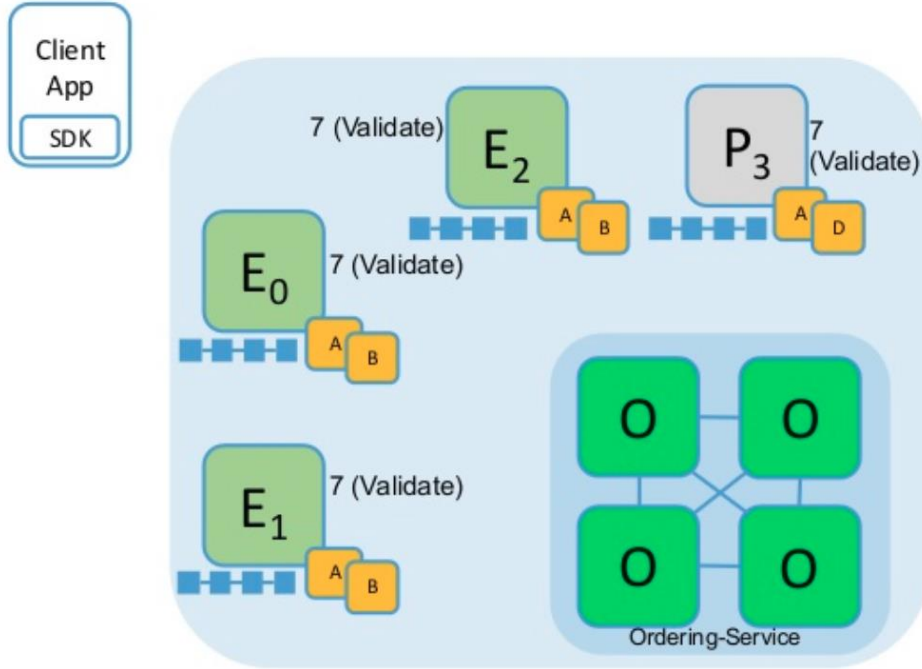 Client
App
SDK
7 (Validate)
E₂
A
B
P₃
7
(Validate)
A
D
E₀
7 (Validate)
A
B
E₁
7 (Validate)
A
B
O
O
O
O
Ordering-Service